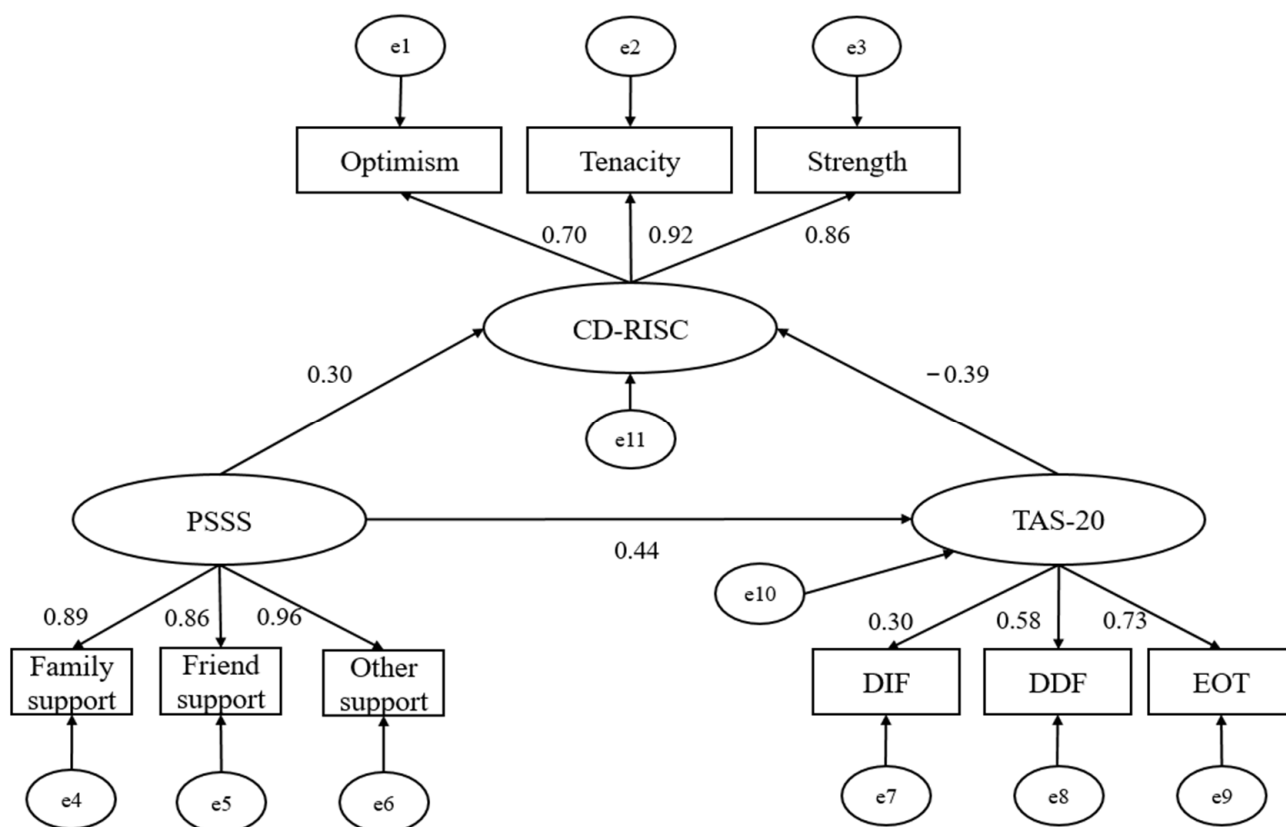 e1
e2
e3
Optimism
Tenacity
Strength
0.70
0.92
0.86
CD-RISC
0.30
−0.39
e11
PSSS
TAS-20
0.44
e10
0.89
0.86
0.96
0.30
0.58
0.73
Family
support
Friend
support
Other
support
DIF
DDF
EOT
e4
e5
e6
e7
e8
e9